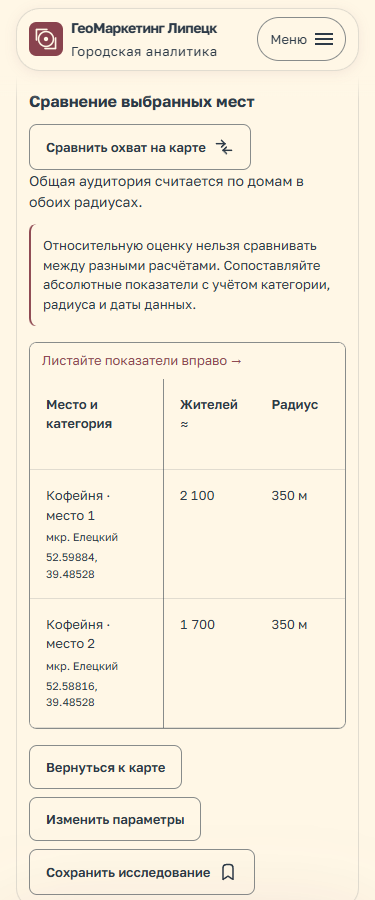 ГеоМаркетинг Липецк
Городская аналитика
Меню
Сравнение выбранных мест
Сравнить охват на карте
Общая аудитория считается по домам в
обоих радиусах.
Относительную оценку нельзя сравнивать
между разными расчётами. Сопоставляйте
абсолютные показатели с учётом категории,
радиуса и даты данных.
Листайте показатели вправо →
Место и
категория
Жителей
≈
Радиус
Кофейня ·
место 1
мкр. Елецкий
52.59884,
39.48528
2 100
350 м
Кофейня ·
место 2
мкр. Елецкий
52.58816,
39.48528
1 700
350 м
Вернуться к карте
Изменить параметры
Сохранить исследование